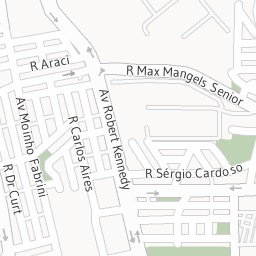 R Araci
R Max Mangels Senior
Av Robert Kennedy
Av Moinho Fabrini
R Carlos Aires
R Sérgio Cardoso
R Dr Curt